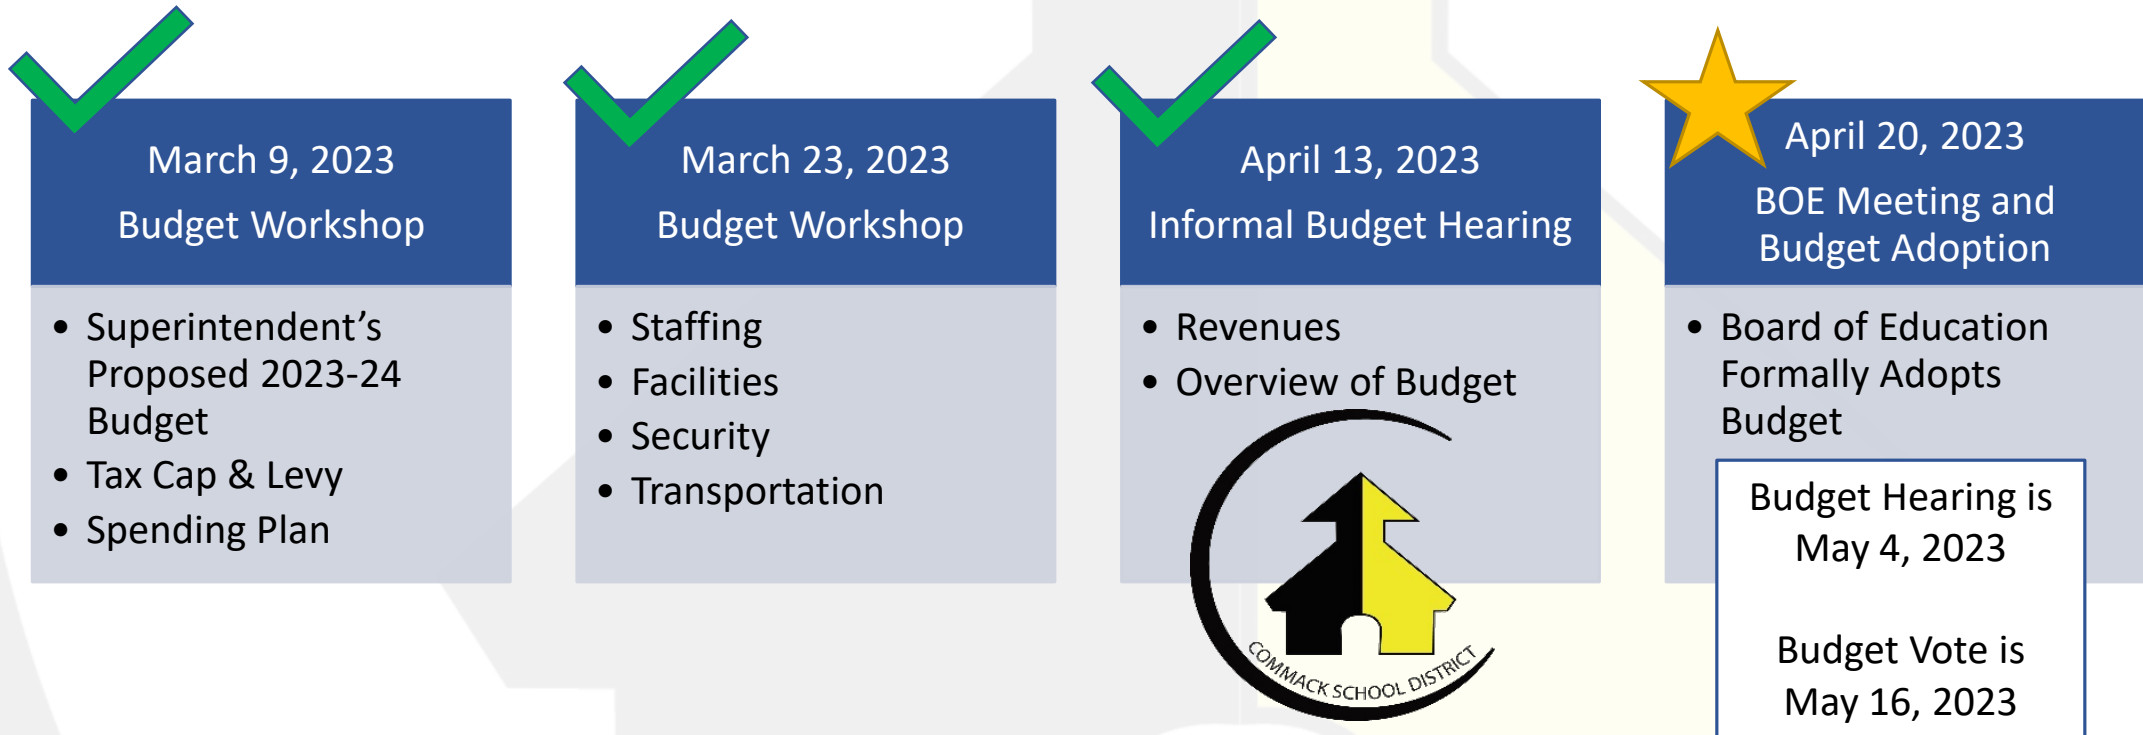 March 9, 2023
Budget Workshop
• Superintendent’s
Proposed 2023-24
Budget
• Tax Cap & Levy
• Spending Plan
March 23, 2023
Budget Workshop
• Staffing
• Facilities
• Security
• Transportation
April 13, 2023
Informal Budget Hearing
• Revenues
• Overview of Budget
COMMACK SCHOOL DISTRICT
April 20, 2023
BOE Meeting and
Budget Adoption
• Board of Education
Formally Adopts
Budget
Budget Hearing is
May 4, 2023
Budget Vote is
May 16, 2023